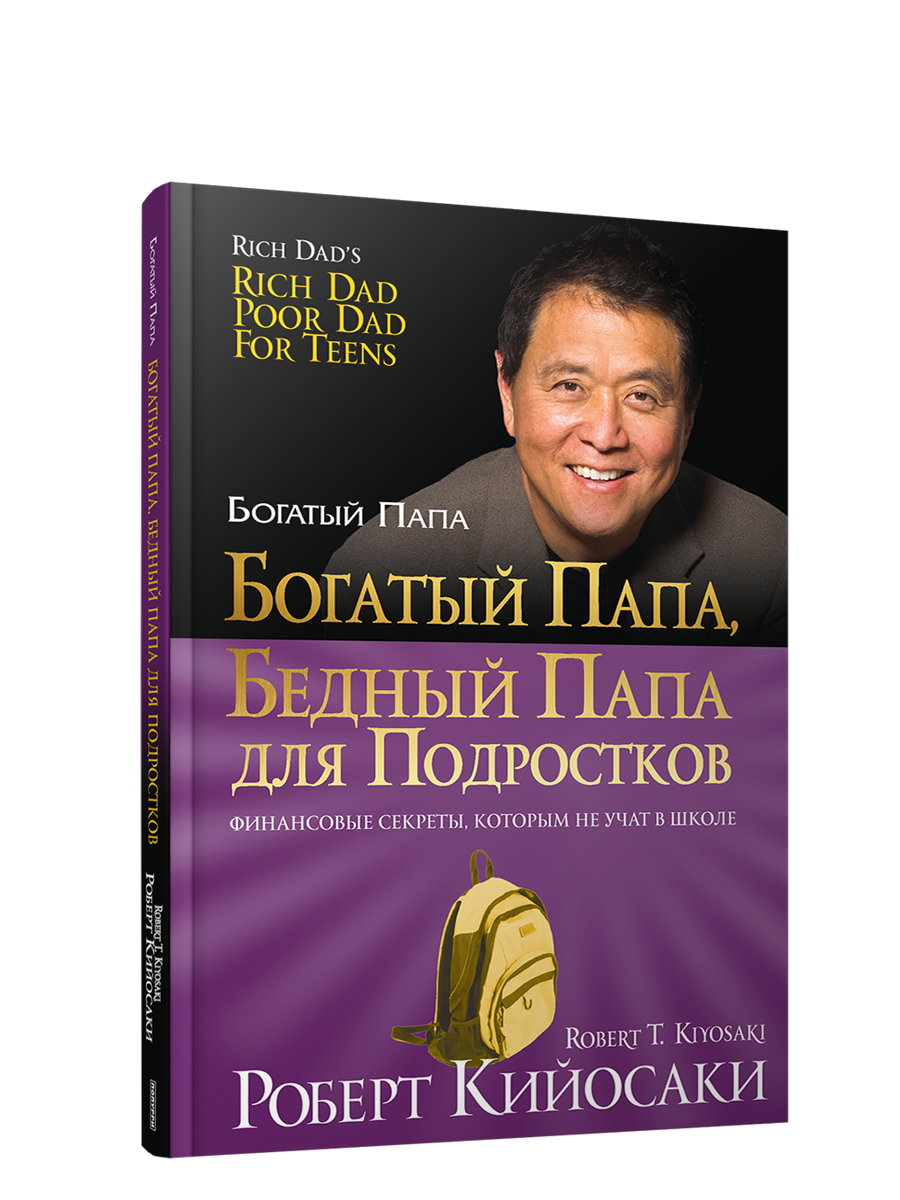 Rich Dad's
Rich Dad
Poor Dad
For Teens
Богатый Папа
Богатый Папа,
Бедный Папа
для Подростков
ФИНАНСОВЫЕ СЕКРЕТЫ, КОТОРЫМ НЕ УЧАТ В ШКОЛЕ
Robert T. Kiyosaki
Роберт Кийосаки
Богатый Папа
Богатый Папа, Бедный Папа для Подростков
Robert T. Kiyosaki
Роберт Кийосаки
попурри